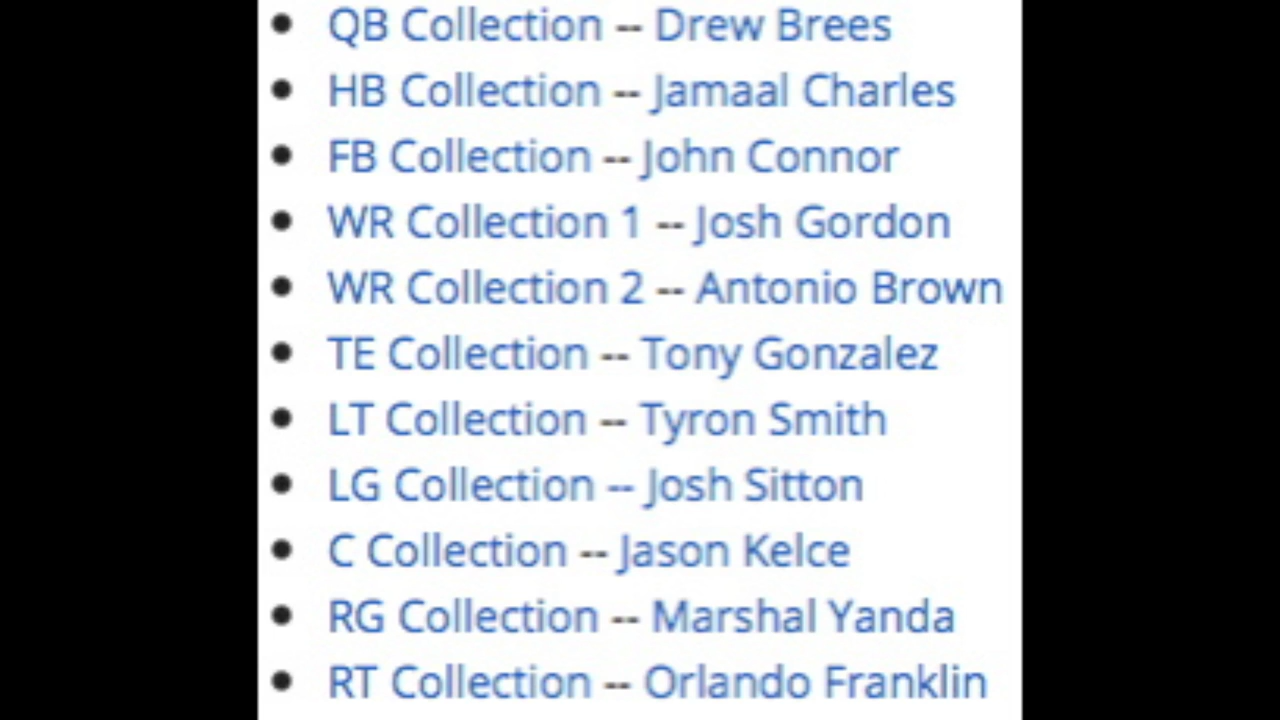 • QB Collection -- Drew Brees
• HB Collection -- Jamaal Charles
• FB Collection -- John Connor
• WR Collection 1 -- Josh Gordon
• WR Collection 2 -- Antonio Brown
• TE Collection -- Tony Gonzalez
• LT Collection -- Tyron Smith
• LG Collection -- Josh Sitton
• C Collection -- Jason Kelce
• RG Collection -- Marshal Yanda
• RT Collection -- Orlando Franklin